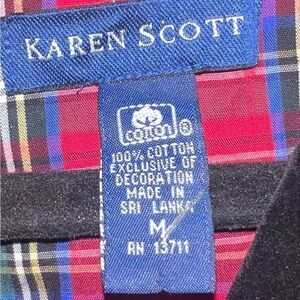 KAREN SCOTT
cotton ®
100% COTTON
EXCLUSIVE OF
DECORATION
MADE IN
SRI LANKA
M
RN 13711